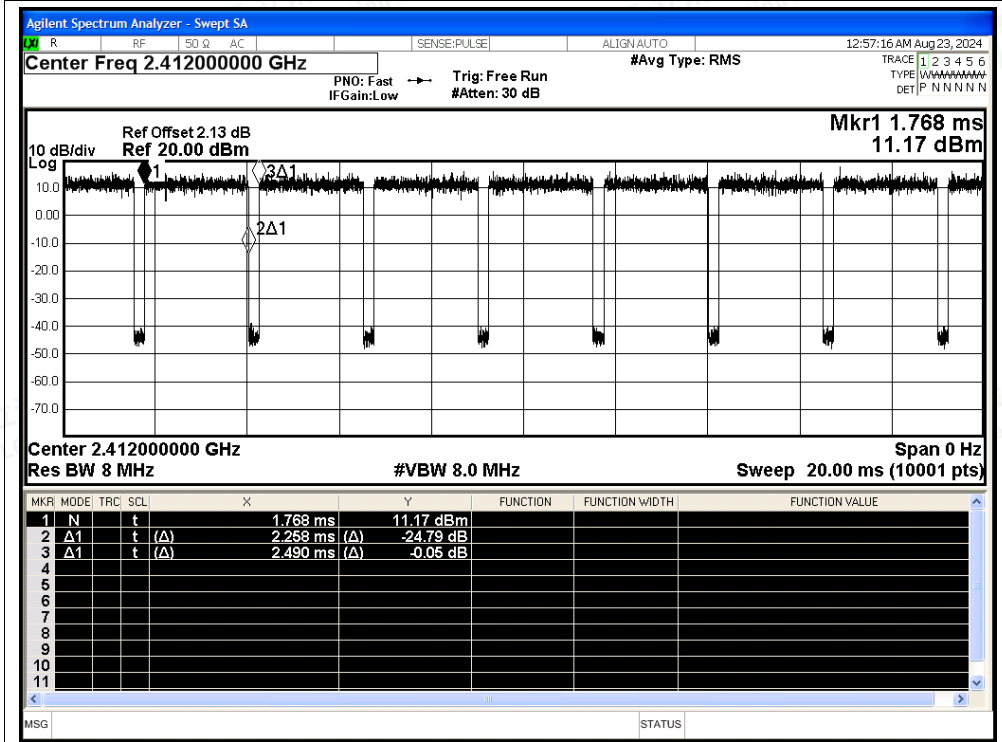 Agilent Spectrum Analyzer - Swept SA
LXI R RF 50 Ω AC SENSE:PULSE ALIGN AUTO 12:57:16 AM Aug 23, 2024
Center Freq 2.412000000 GHz #Avg Type: RMS TRACE 1 2 3 4 5 6
PNO: Fast Trig: Free Run TYPE
IFGain:Low #Atten: 30 dB DET P N N N N N
Mkr1 1.768 ms
Ref Offset 2.13 dB
10 dB/div Ref 20.00 dBm 11.17 dBm
Log
1 3Δ1
10.0
0.00
2Δ1
-10.0
-20.0
-30.0
-40.0
-50.0
-60.0
-70.0
Center 2.412000000 GHz Span 0 Hz
Res BW 8 MHz #VBW 8.0 MHz Sweep 20.00 ms (10001 pts)
MKR MODE TRC SCL X Y FUNCTION FUNCTION WIDTH FUNCTION VALUE
1 N t 1.768 ms 11.17 dBm
2 Δ1 t (Δ) 2.258 ms (Δ) -24.79 dB
3 Δ1 t (Δ) 2.490 ms (Δ) -0.05 dB
4
5
6
7
8
9
10
11
MSG STATUS